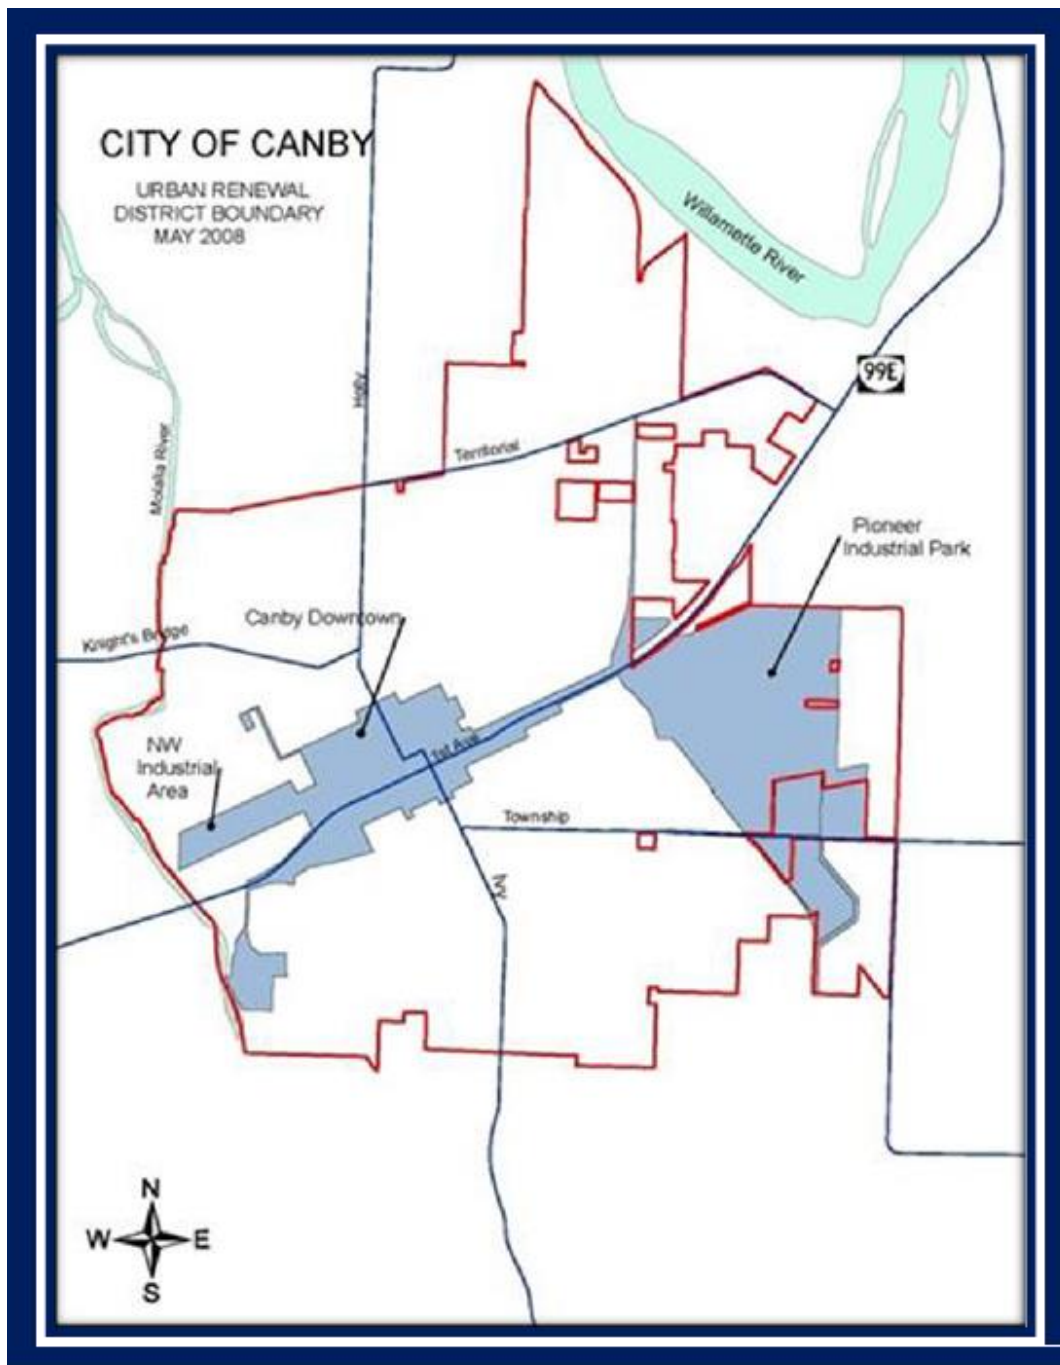 CITY OF CANBY
URBAN RENEWAL
DISTRICT BOUNDARY
MAY 2008
Willamette River
99E
Holly
Territorial
Molalla River
Pioneer
Industrial Park
Canby Downtown
Knight's Bridge
NW
Industrial
Area
1st Ave
Township
Ivy
N
W E
S